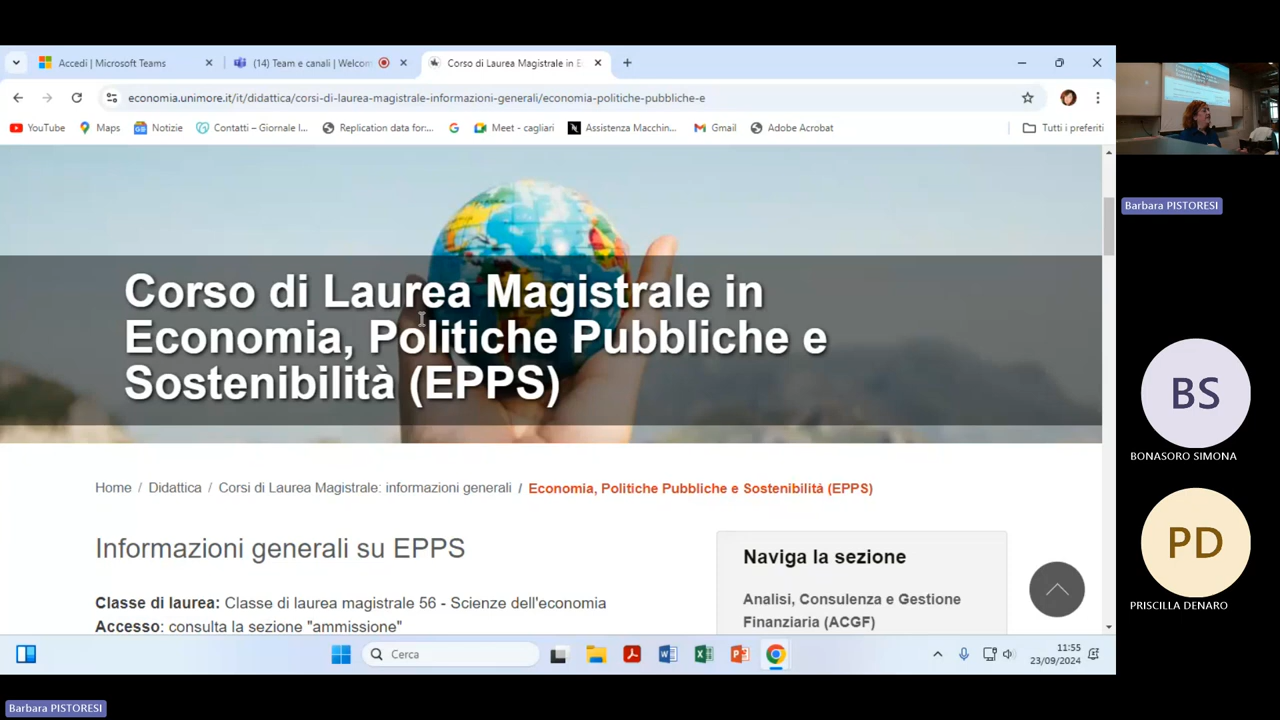 Accedi | Microsoft Teams
(14) Team e canali | Welcom
Corso di Laurea Magistrale in E
economia.unimore.it/it/didattica/corsi-di-laurea-magistrale-informazioni-generali/economia-politiche-pubbliche-e
YouTube
Maps
Notizie
Contatti – Giornale l...
Replication data for:...
Meet - cagliari
Assistenza Macchin...
Gmail
Adobe Acrobat
Tutti i preferiti
Corso di Laurea Magistrale in
Economia, Politiche Pubbliche e
Sostenibilità (EPPS)
Home / Didattica / Corsi di Laurea Magistrale: informazioni generali / Economia, Politiche Pubbliche e Sostenibilità (EPPS)
Informazioni generali su EPPS
Classe di laurea: Classe di laurea magistrale 56 - Scienze dell'economia
Accesso: consulta la sezione "ammissione"
Naviga la sezione
Analisi, Consulenza e Gestione
Finanziaria (ACGF)
Cerca
11:55
23/09/2024
Barbara PISTORESI
BS
BONASORO SIMONA
PD
PRISCILLA DENARO
Barbara PISTORESI